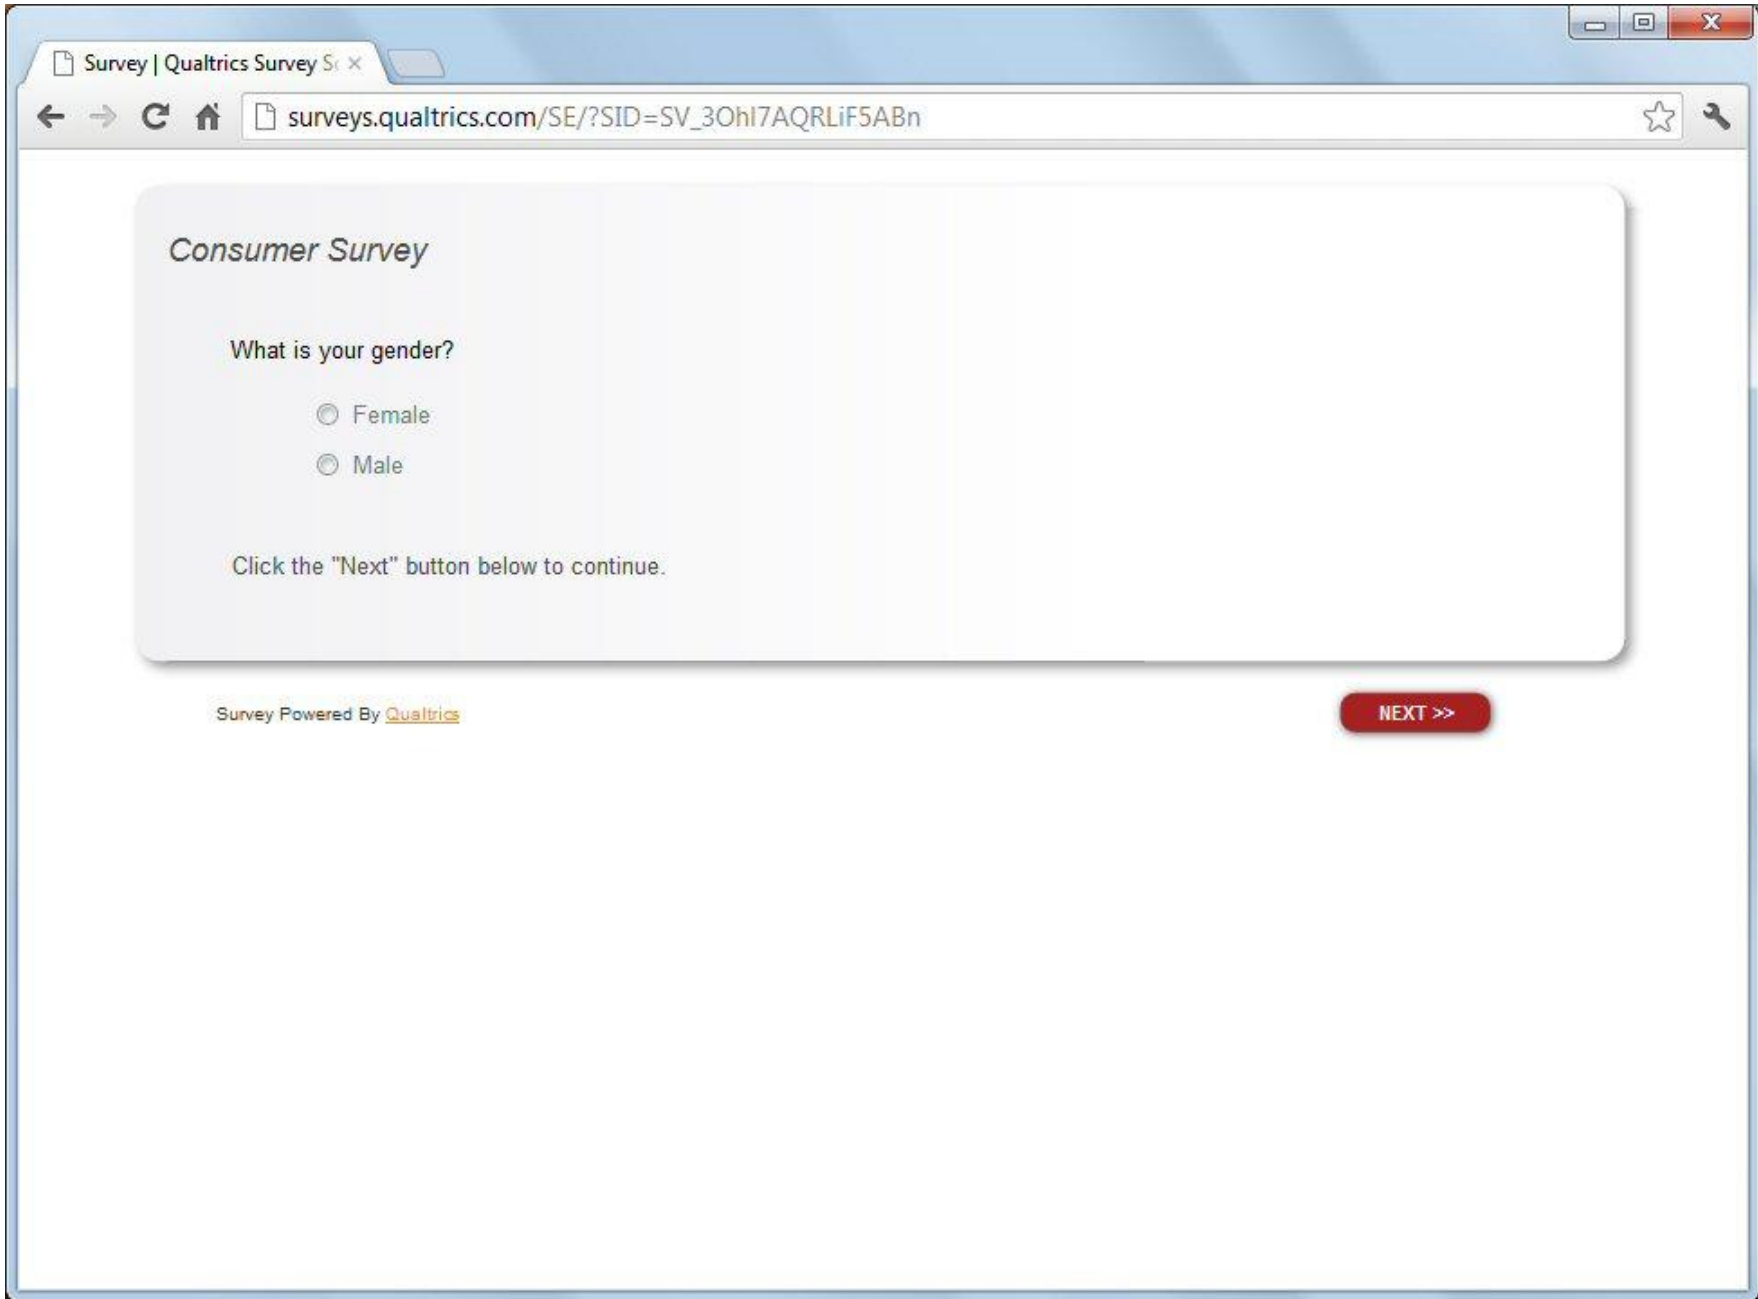 Survey | Qualtrics Survey So
surveys.qualtrics.com/SE/?SID=SV_3OhI7AQRLiF5ABn
Consumer Survey
What is your gender?
Female
Male
Click the "Next" button below to continue.
Survey Powered By Qualtrics
NEXT >>